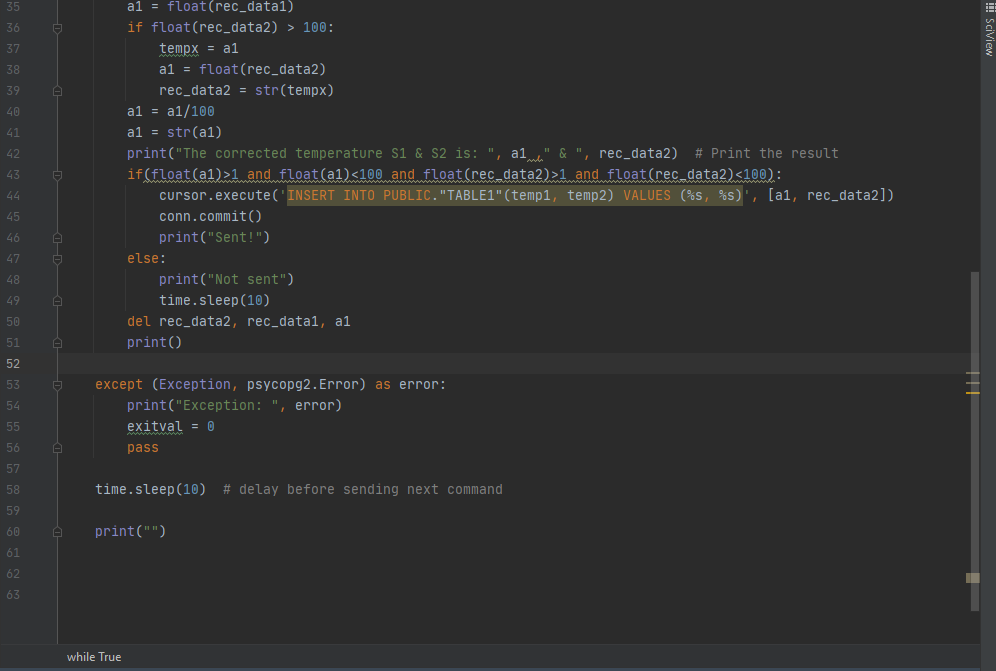 35 a1 = float(rec_data1)
36 if float(rec_data2) > 100:
37 tempx = a1
38 a1 = float(rec_data2)
39 rec_data2 = str(tempx)
40 a1 = a1/100
41 a1 = str(a1)
42 print("The corrected temperature S1 & S2 is: ", a1 ," & ", rec_data2)  # Print the result
43 if(float(a1)>1 and float(a1)<100 and float(rec_data2)>1 and float(rec_data2)<100):
44 cursor.execute('INSERT INTO PUBLIC."TABLE1"(temp1, temp2) VALUES (%s, %s)', [a1, rec_data2])
45 conn.commit()
46 print("Sent!")
47 else:
48 print("Not sent")
49 time.sleep(10)
50 del rec_data2, rec_data1, a1
51 print()
52
53 except (Exception, psycopg2.Error) as error:
54 print("Exception: ", error)
55 exitval = 0
56 pass
57
58 time.sleep(10)  # delay before sending next command
59
60 print("")
61
62
63
while True
SciView